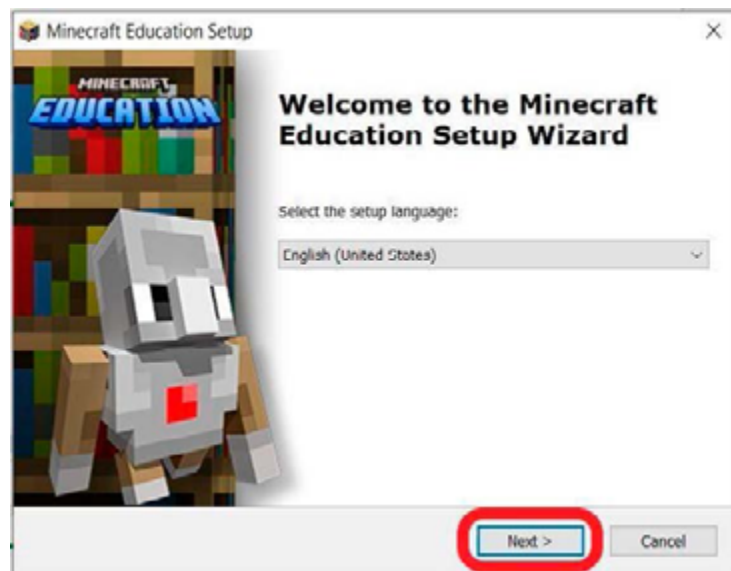 Minecraft Education Setup
MINECRAFT
EDUCATION
Welcome to the Minecraft
Education Setup Wizard
Select the setup language:
English (United States)
Next >
Cancel